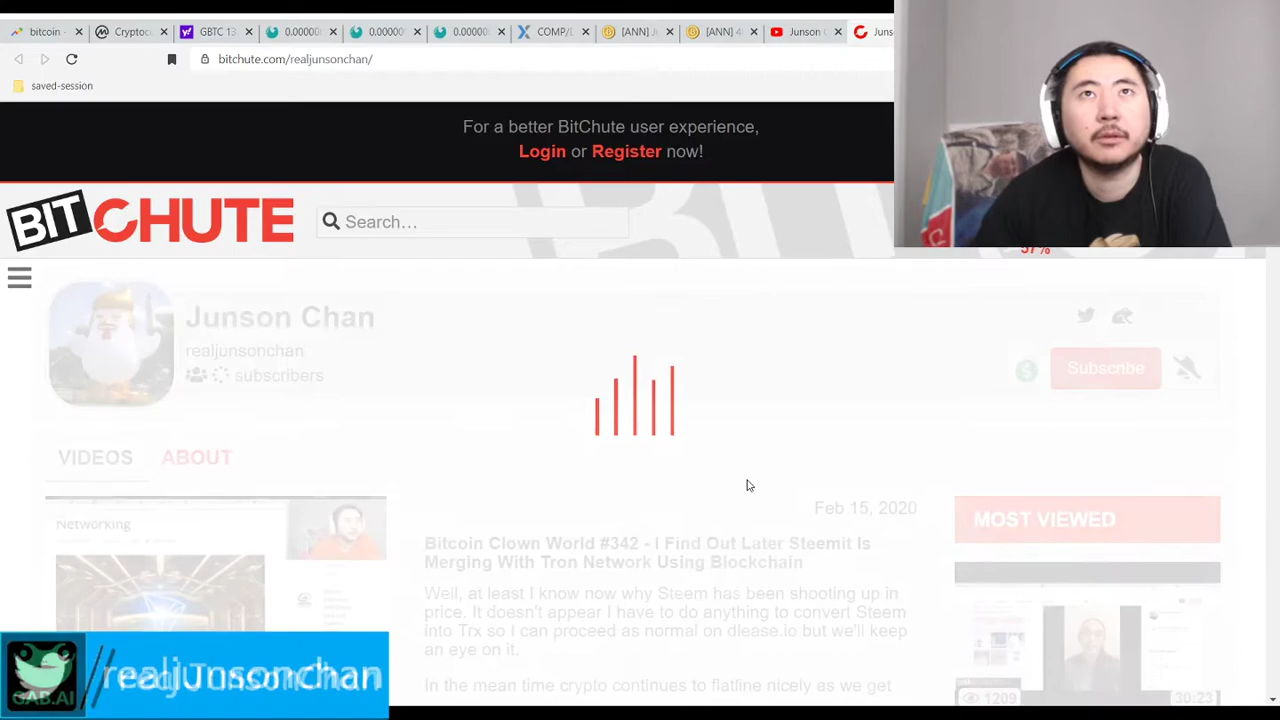 bitcoin
Cryptoc
GBTC 13
0.00000
0.00000
0.00000
COMP/
[ANN] 
[ANN] 4
Junson
Juns
bitchute.com/realjunsonchan/
saved-session
For a better BitChute user experience,
Login or Register now!
BITCHUTE
Search…
57%
Junson Chan
realjunsonchan
subscribers
Subscribe
VIDEOS ABOUT
Networking
Feb 15, 2020
Bitcoin Clown World #342 - I Find Out Later Steemit Is
Merging With Tron Network Using Blockchain
Well, at least I know now why Steem has been shooting up in
price. It doesn't appear I have to do anything to convert Steem
into Trx so I can proceed as normal on dlease.io but we'll keep
an eye on it.
In the mean time crypto continues to flatline nicely as we get
MOST VIEWED
1209
30:23
GAB.AI
/realjunsonchan